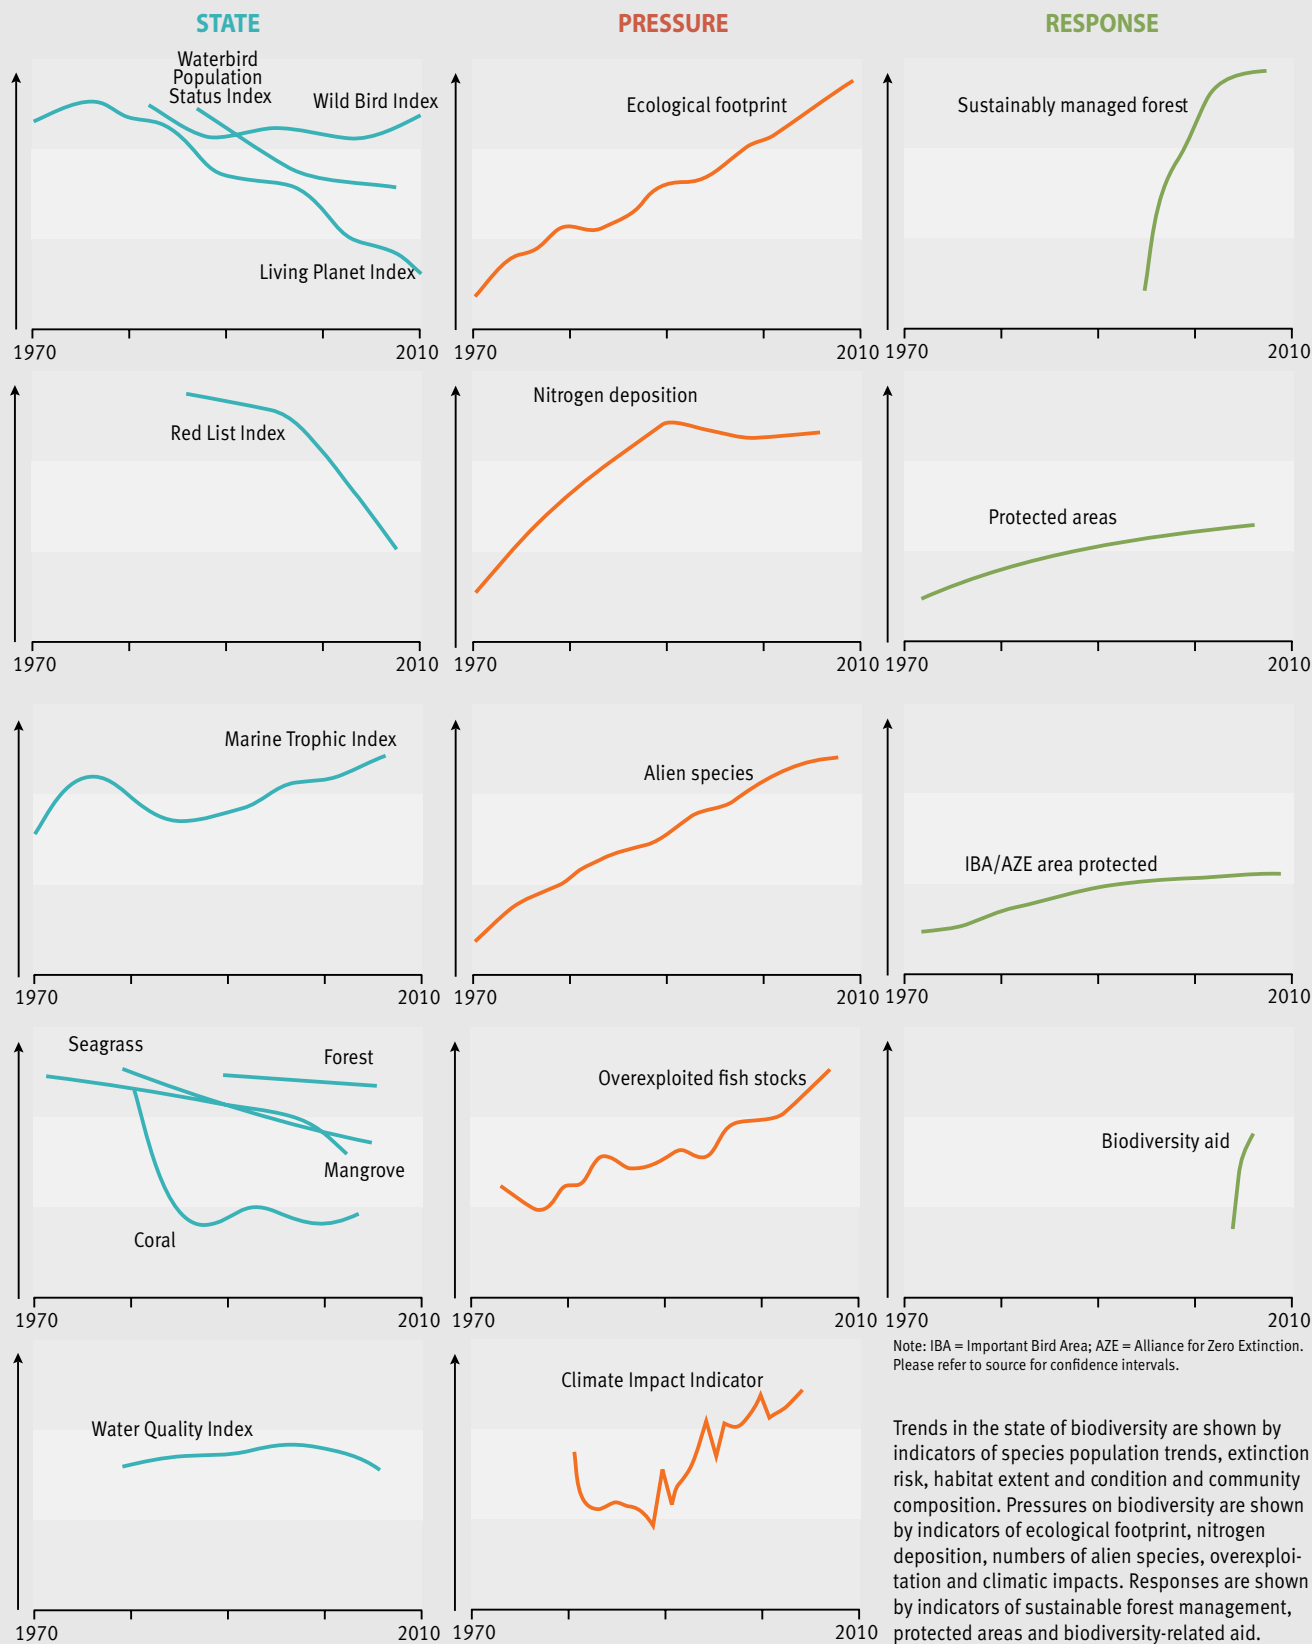 STATE
PRESSURE
RESPONSE
Waterbird
Population
Status Index
Wild Bird Index
Living Planet Index
1970
2010
Ecological footprint
1970
2010
Sustainably managed forest
1970
2010
Red List Index
1970
2010
Nitrogen deposition
1970
2010
Protected areas
1970
2010
Marine Trophic Index
1970
2010
Alien species
1970
2010
IBA/AZE area protected
1970
2010
Seagrass
Forest
Mangrove
Coral
1970
2010
Overexploited fish stocks
1970
2010
Biodiversity aid
1970
2010
Water Quality Index
1970
2010
Climate Impact Indicator
1970
2010
Note: IBA = Important Bird Area; AZE = Alliance for Zero Extinction.
Please refer to source for confidence intervals.
Trends in the state of biodiversity are shown by
indicators of species population trends, extinction
risk, habitat extent and condition and community
composition. Pressures on biodiversity are shown
by indicators of ecological footprint, nitrogen
deposition, numbers of alien species, overexploi-
tation and climatic impacts. Responses are shown
by indicators of sustainable forest management,
protected areas and biodiversity-related aid.